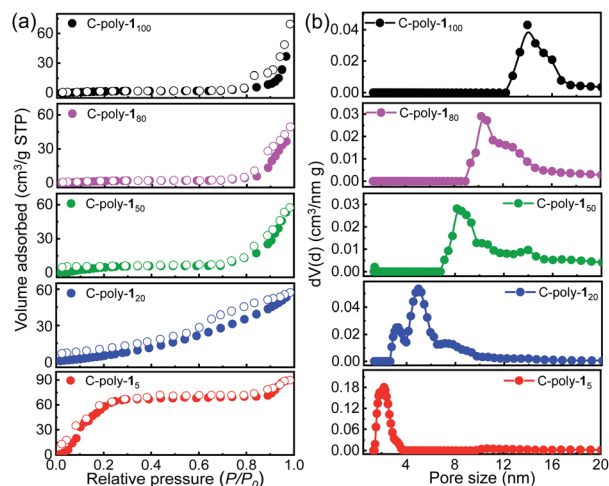 (a)
C-poly-1₁₀₀
60
30
0
C-poly-1₈₀
60
30
0
C-poly-1₅₀
60
30
0
C-poly-1₂₀
60
30
0
C-poly-1₅
90
60
30
0
0.0 0.2 0.4 0.6 0.8 1.0
Relative pressure (P/P₀)
Volume adsorbed (cm³/g STP)
(b)
C-poly-1₁₀₀
0.04
0.02
0.00
C-poly-1₈₀
0.03
0.02
0.01
0.00
C-poly-1₅₀
0.03
0.02
0.01
0.00
C-poly-1₂₀
0.04
0.02
0.00
C-poly-1₅
0.18
0.12
0.06
0.00
4 8 12 16 20
Pore size (nm)
dV(d) (cm³/nm g)